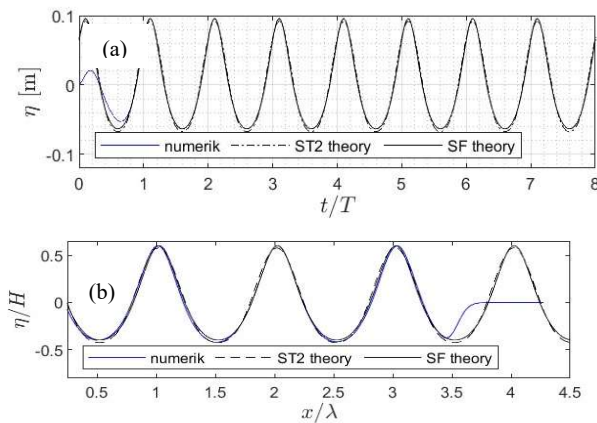 (a)
0.1
0
-0.1
η [m]
numerik ST2 theory SF theory
0 1 2 3 4 5 6 7 8
t/T
(b)
0.5
0
-0.5
η/H
numerik ST2 theory SF theory
0.5 1 1.5 2 2.5 3 3.5 4 4.5
x/λ